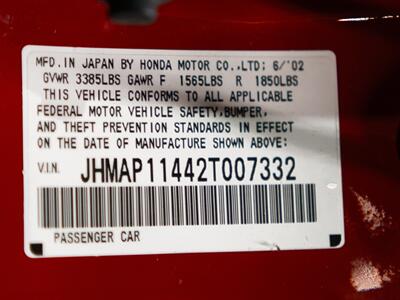 MFD. IN JAPAN BY HONDA MOTOR CO., LTD; 6/'02
GVWR 3385LBS GAWR F 1565LBS R 1850LBS
THIS VEHICLE CONFORMS TO ALL APPLICABLE
FEDERAL MOTOR VEHICLE SAFETY, BUMPER,
AND THEFT PREVENTION STANDARDS IN EFFECT
ON THE DATE OF MANUFACTURE SHOWN ABOVE:
V.I.N. JHMAP11442T007332
PASSENGER CAR